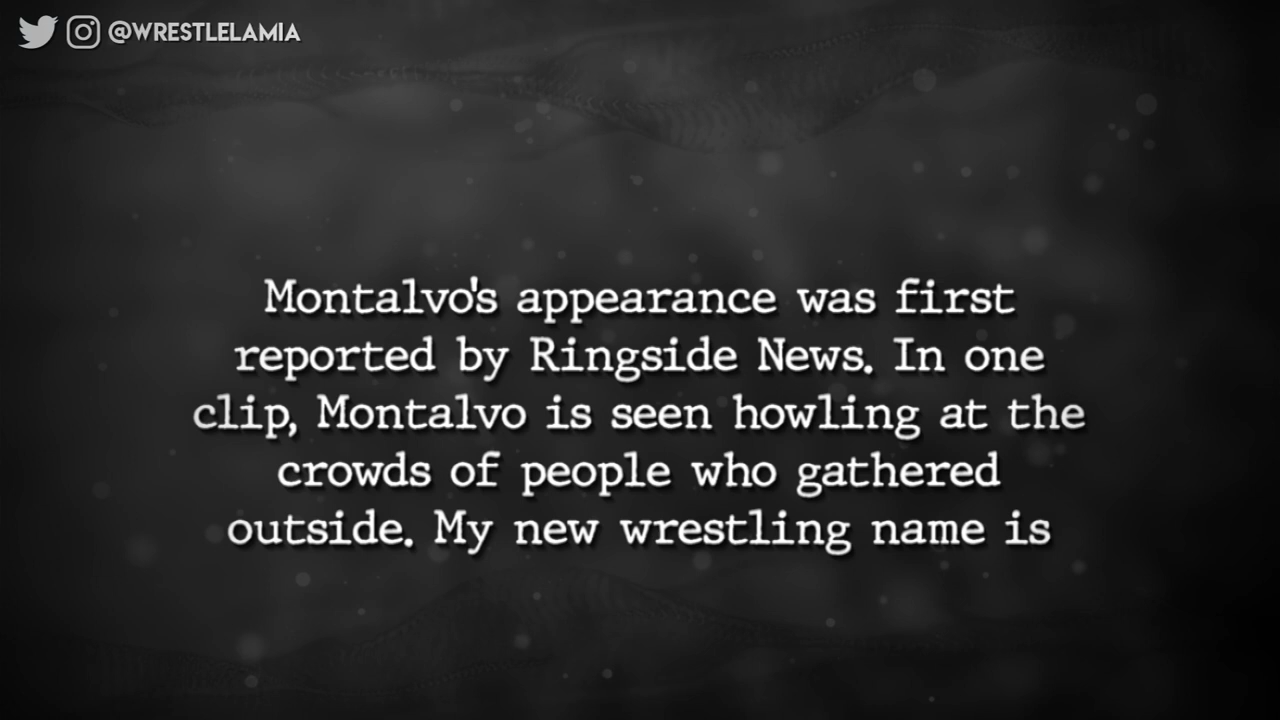 @WRESTLELAMIA
Montalvo's appearance was first
reported by Ringside News. In one
clip, Montalvo is seen howling at the
crowds of people who gathered
outside. My new wrestling name is